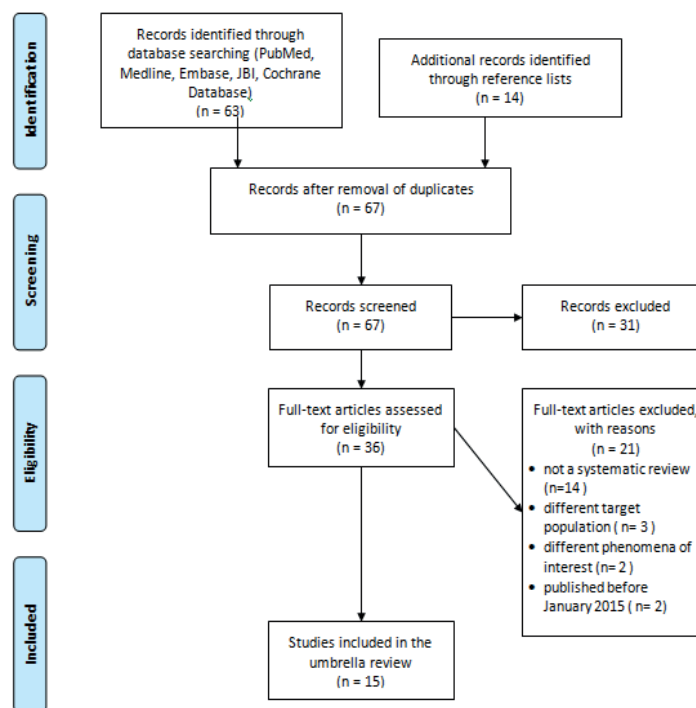 Identification
Records identified through
database searching (PubMed,
Medline, Embase, JBI, Cochrane
Database)
(n = 63)
Additional records identified
through reference lists
(n = 14)
Records after removal of duplicates
(n = 67)
Screening
Records screened
(n = 67)
Records excluded
(n = 31)
Eligibility
Full-text articles assessed
for eligibility
(n = 36)
Full-text articles excluded,
with reasons
(n = 21)
• not a systematic review
(n=14 )
• different target
population ( n= 3 )
• different phenomena of
interest (n= 2 )
• published before
January 2015 ( n= 2)
Included
Studies included in the
umbrella review
(n = 15)